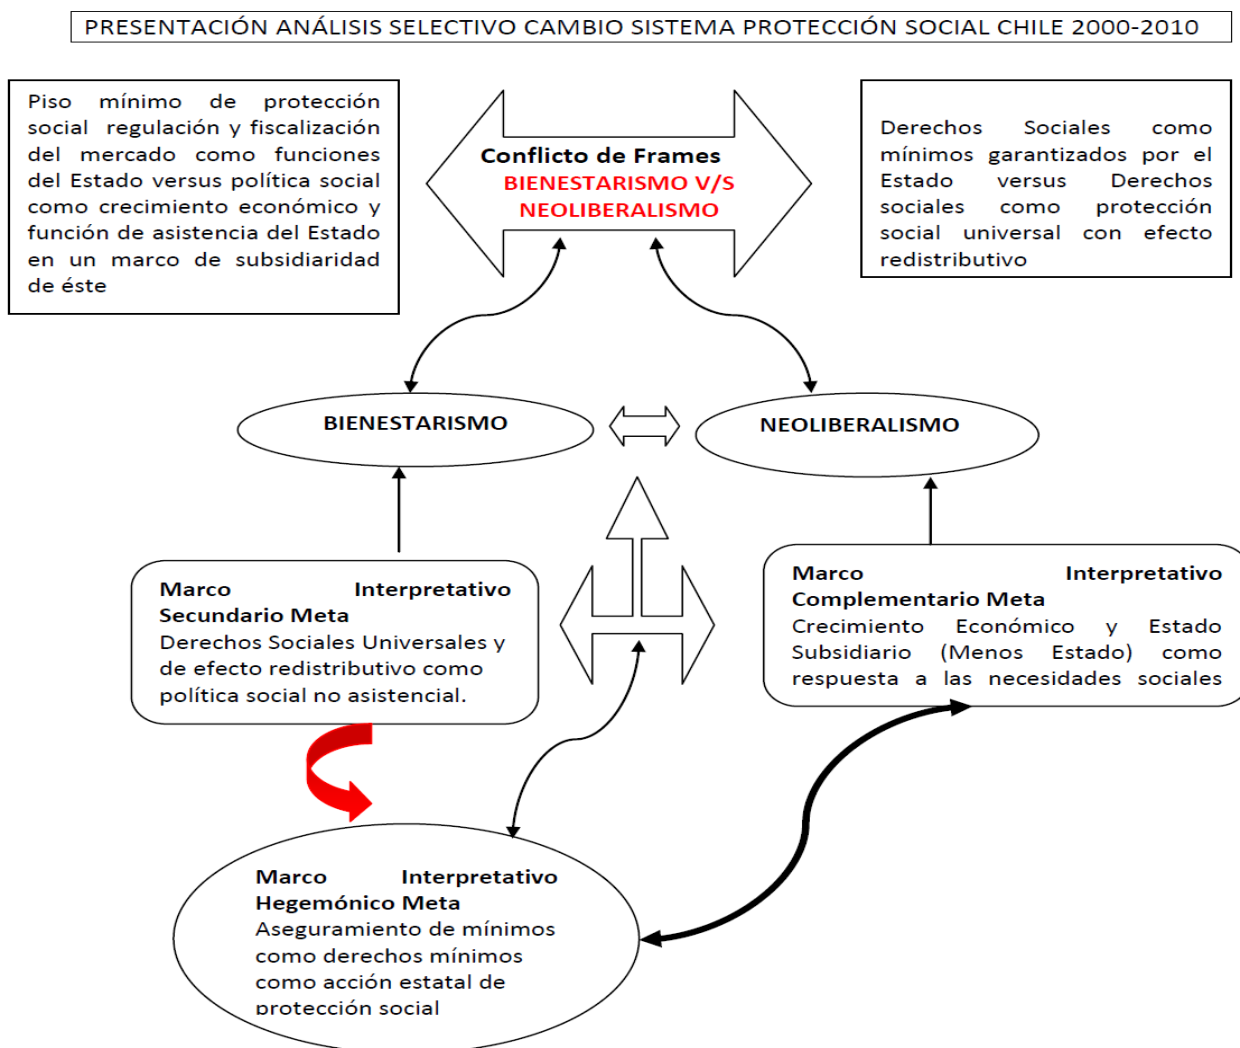 PRESENTACIÓN ANÁLISIS SELECTIVO CAMBIO SISTEMA PROTECCIÓN SOCIAL CHILE 2000-2010
Piso mínimo de protección
social regulación y fiscalización
del mercado como funciones
del Estado versus política social
como crecimiento económico y
función de asistencia del Estado
en un marco de subsidiaridad
de éste
Conflicto de Frames
BIENESTARISMO V/S
NEOLIBERALISMO
Derechos Sociales como
mínimos garantizados por el
Estado versus Derechos
sociales como protección
social universal con efecto
redistributivo
BIENESTARISMO
NEOLIBERALISMO
Marco Interpretativo
Secundario Meta
Derechos Sociales Universales y
de efecto redistributivo como
política social no asistencial.
Marco Interpretativo
Complementario Meta
Crecimiento Económico y Estado
Subsidiario (Menos Estado) como
respuesta a las necesidades sociales
Marco Interpretativo
Hegemónico Meta
Aseguramiento de mínimos
como derechos mínimos
como acción estatal de
protección social